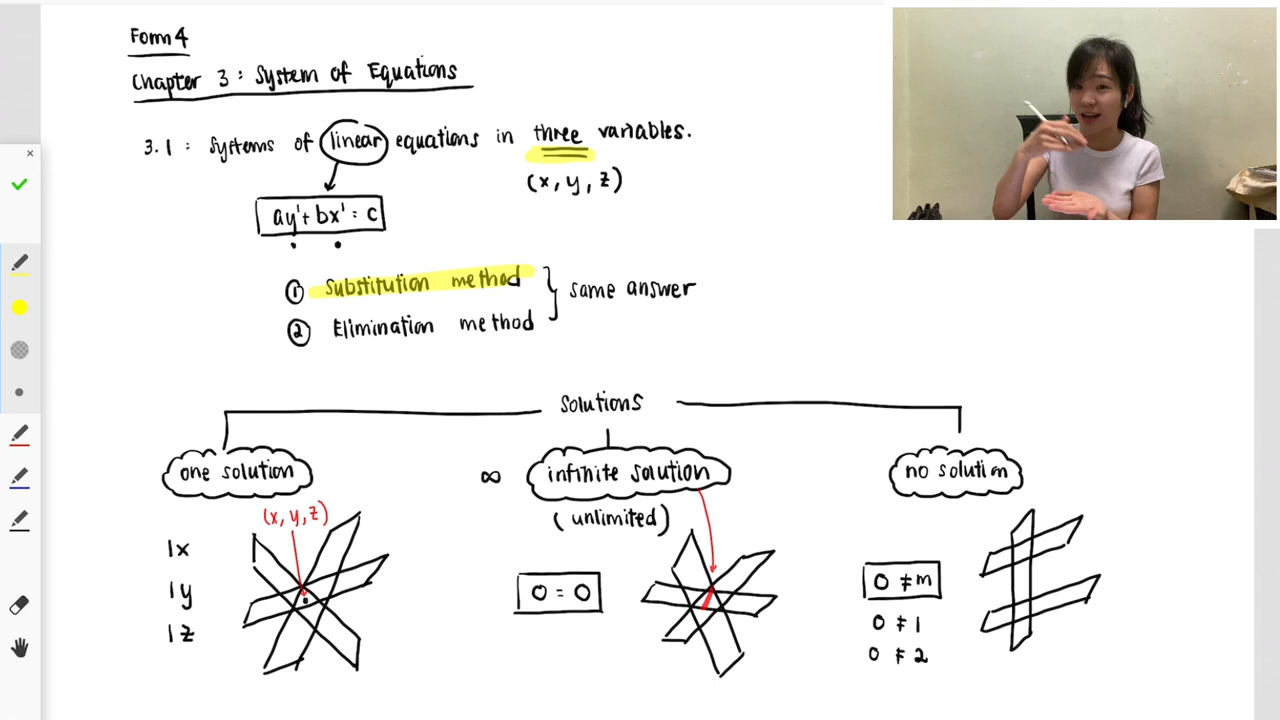 Form 4
Chapter 3 : System of Equations
3.1 : Systems of linear equations in three variables.
(x, y, z)
ay¹ + bx¹ = c
① Substitution method
② Elimination method
} same answer
Solutions
one solution
∞ infinite solution
no solution
(unlimited)
(x, y, z)
1x
1y
1z
0 = 0
0 ≠ m
0 ≠ 1
0 ≠ 2